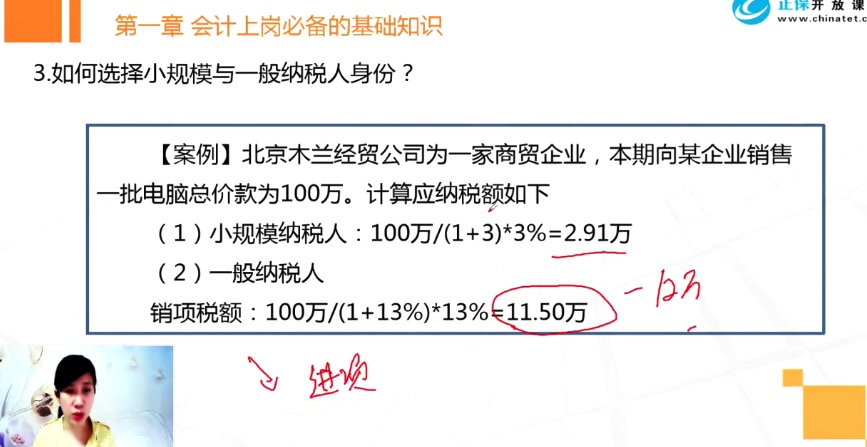 第一章 会计上岗必备的基础知识
正保开放课
www.chinatet.c
3.如何选择小规模与一般纳税人身份？
【案例】北京木兰经贸公司为一家商贸企业，本期向某企业销售
一批电脑总价款为100万。计算应纳税额如下
（1）小规模纳税人：100万/(1+3)*3%=2.91万
（2）一般纳税人
销项税额：100万/(1+13%)*13%=11.50万
进项